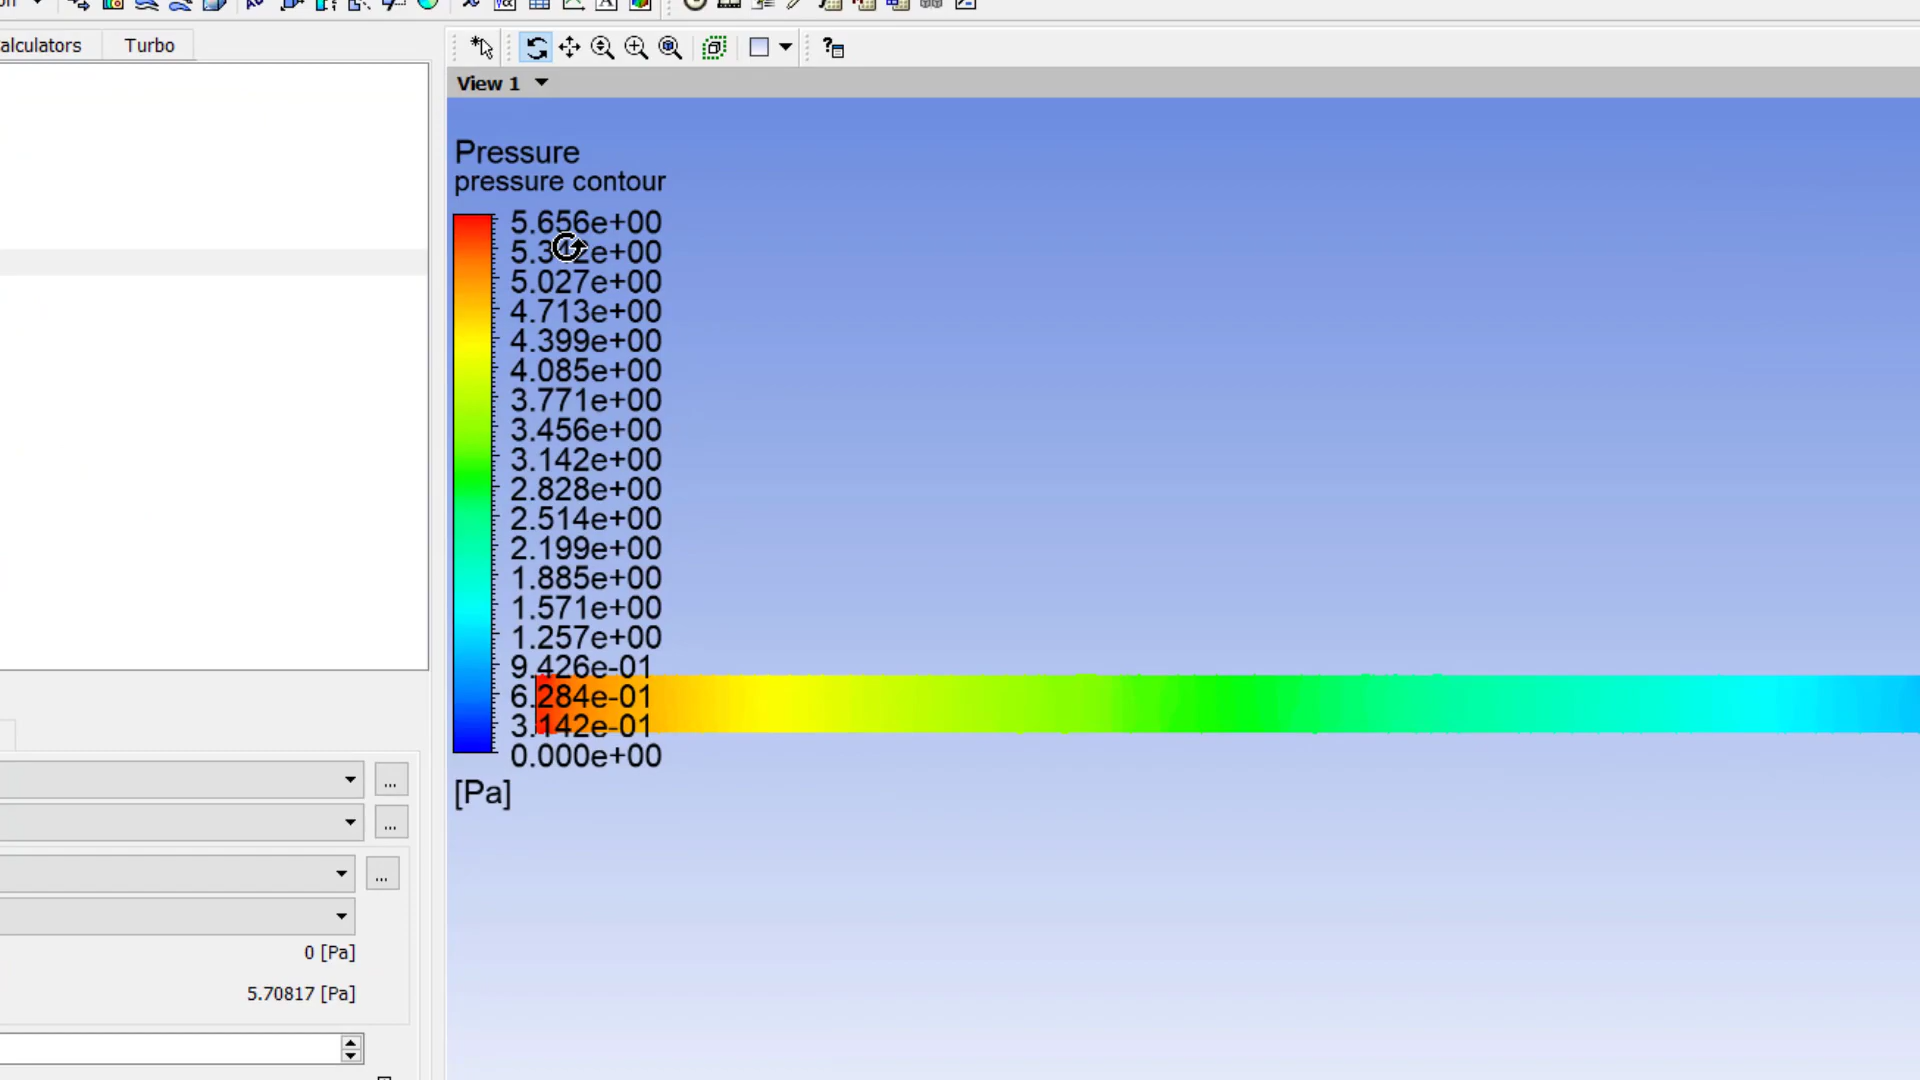 alculators
Turbo
View 1
Pressure
pressure contour
5.656e+00
5.342e+00
5.027e+00
4.713e+00
4.399e+00
4.085e+00
3.771e+00
3.456e+00
3.142e+00
2.828e+00
2.514e+00
2.199e+00
1.885e+00
1.571e+00
1.257e+00
9.426e-01
6.284e-01
3.142e-01
0.000e+00
[Pa]
...
...
...
0 [Pa]
5.70817 [Pa]